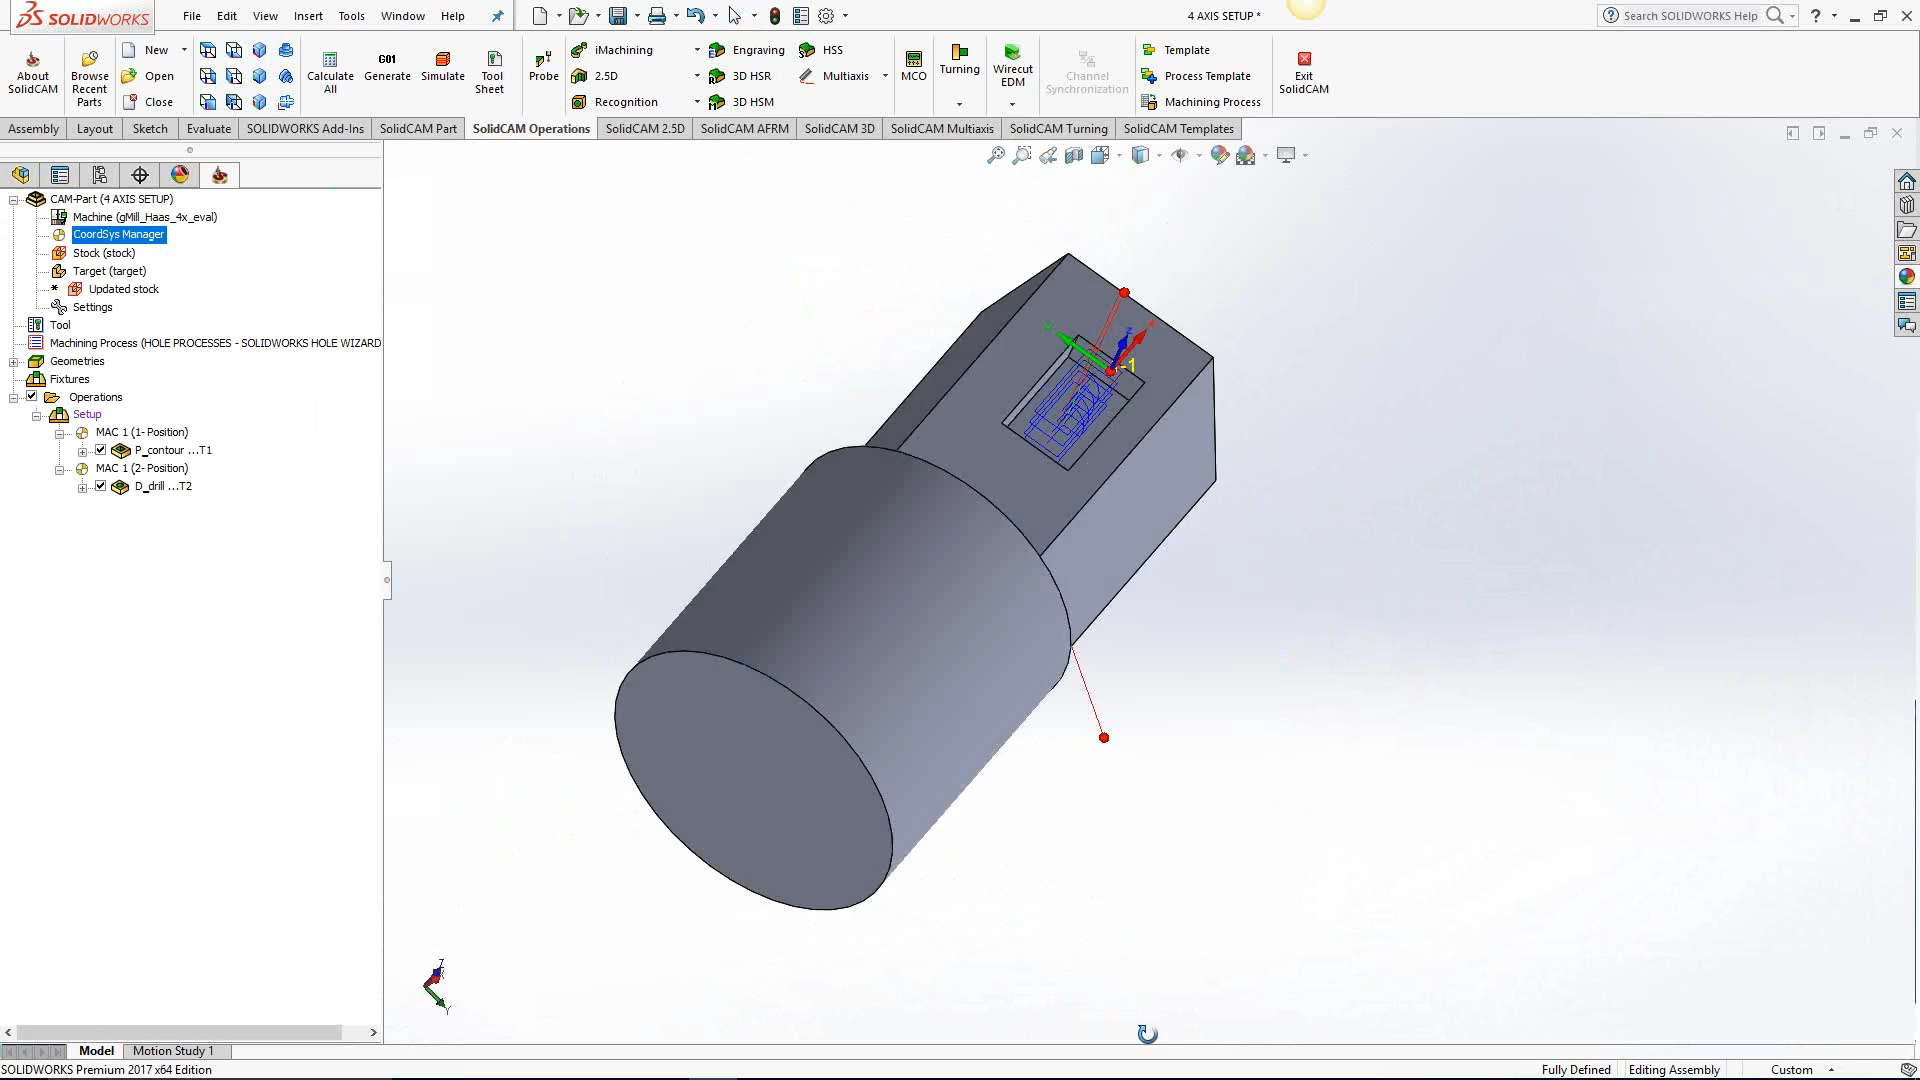 SOLIDWORKS File Edit View Insert Tools Window Help 4 AXIS SETUP * Search SOLIDWORKS Help ?
About SolidCAM
Browse Recent Parts
New
Open
Close
Calculate All
G01
Generate
Simulate
Tool Sheet
Probe
iMachining
2.5D
Recognition
Engraving
3D HSR
3D HSM
HSS
Multiaxis
MCO
Turning
Wirecut EDM
Channel Synchronization
Template
Process Template
Machining Process
Exit SolidCAM
Assembly Layout Sketch Evaluate SOLIDWORKS Add-Ins SolidCAM Part SolidCAM Operations SolidCAM 2.5D SolidCAM AFRM SolidCAM 3D SolidCAM Multiaxis SolidCAM Turning SolidCAM Templates
CAM-Part (4 AXIS SETUP)
Machine (gMill_Haas_4x_eval)
CoordSys Manager
Stock (stock)
Target (target)
* Updated stock
Settings
Tool
Machining Process (HOLE PROCESSES - SOLIDWORKS HOLE WIZARD
Geometries
Fixtures
Operations
Setup
MAC 1 (1- Position)
P_contour ...T1
MAC 1 (2- Position)
D_drill ...T2
Z
X
1
Z
Y
Model Motion Study 1
SOLIDWORKS Premium 2017 x64 Edition Fully Defined Editing Assembly Custom